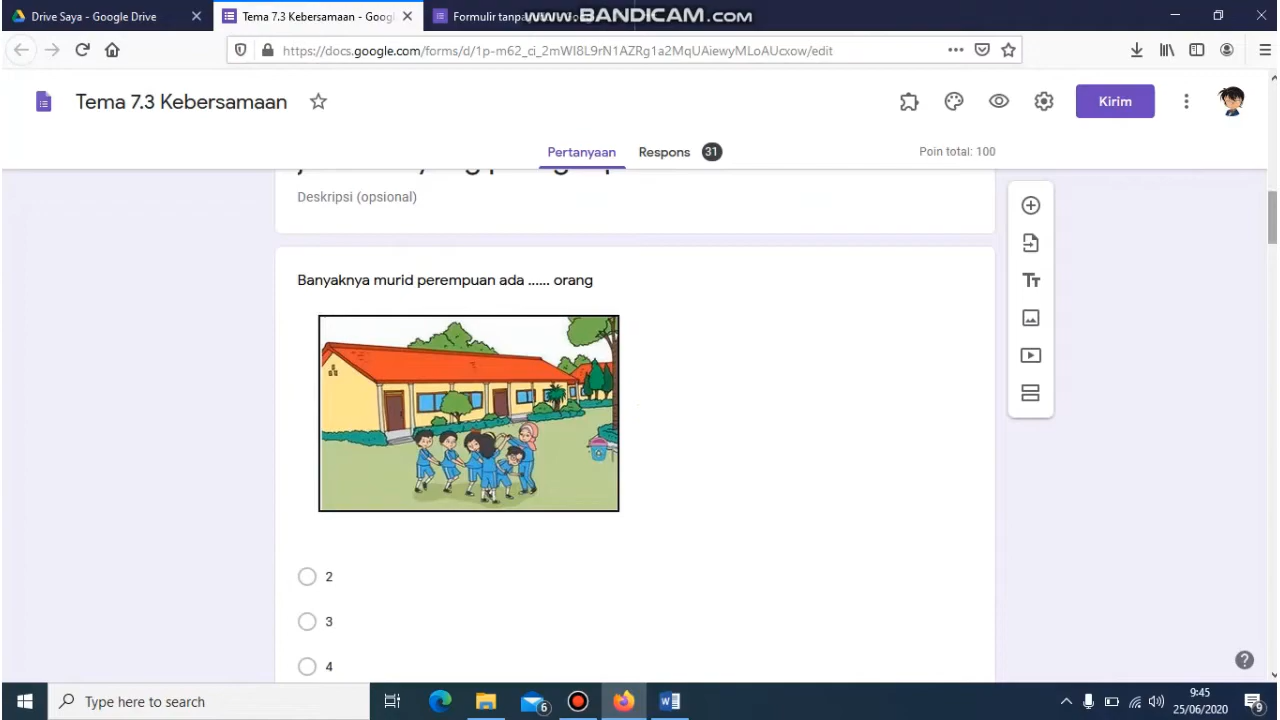 Drive Saya - Google Drive
Tema 7.3 Kebersamaan - Goog
Formulir tanpa
www.BANDICAM.com
https://docs.google.com/forms/d/1p-m62_ci_2mWI8L9rN1AZRg1a2MqUAiewyMLoAUcxow/edit
Tema 7.3 Kebersamaan
Kirim
Pertanyaan
Respons 31
Poin total: 100
Deskripsi (opsional)
Banyaknya murid perempuan ada ...... orang
2
3
4
Type here to search
6
9:45
25/06/2020
9